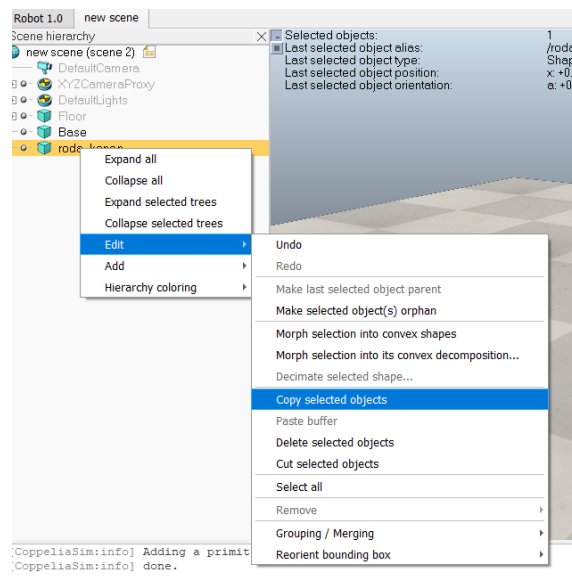 Robot 1.0 new scene
Scene hierarchy
new scene (scene 2)
DefaultCamera
XYZCameraProxy
DefaultLights
Floor
Base
Selected objects: 1
Last selected object alias:
Last selected object type:
Last selected object position: x: +0.
Last selected object orientation: a: +0
Expand all
Collapse all
Expand selected trees
Collapse selected trees
Edit
Add
Hierarchy coloring
Undo
Redo
Make last selected object parent
Make selected object(s) orphan
Morph selection into convex shapes
Morph selection into its convex decomposition...
Decimate selected shape...
Copy selected objects
Paste buffer
Delete selected objects
Cut selected objects
Select all
Remove
Grouping / Merging
Reorient bounding box
[CoppeliaSim:info] Adding a primit
[CoppeliaSim:info] done.